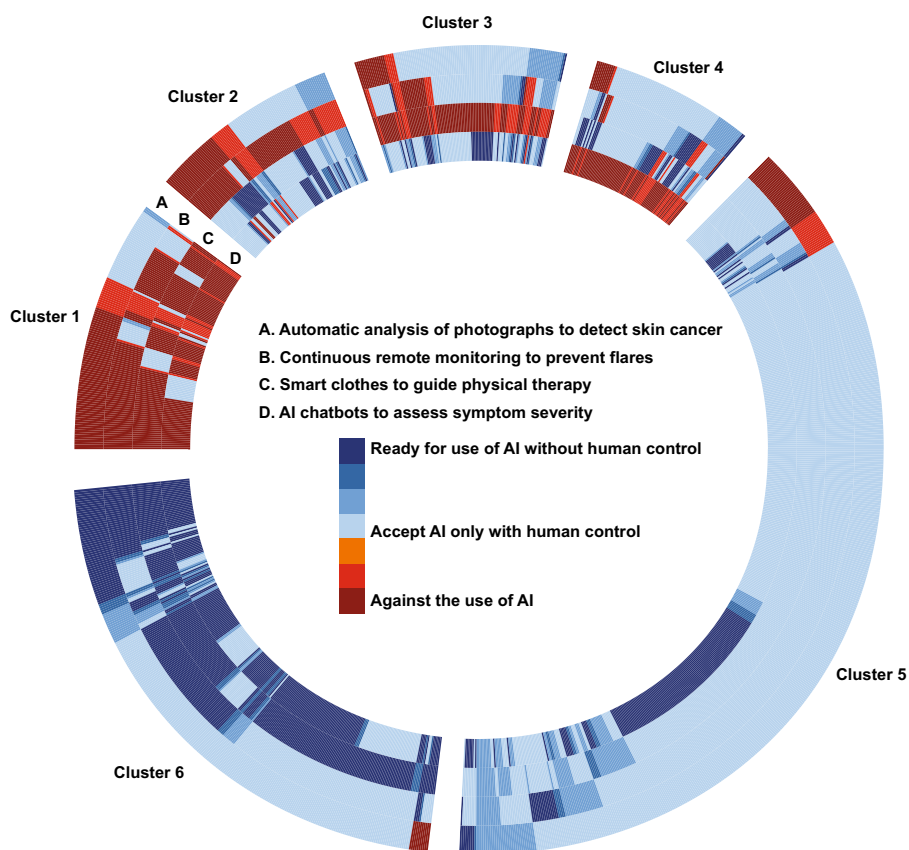 Cluster 3
Cluster 4
Cluster 2
A
B
C
D
Cluster 1
A. Automatic analysis of photographs to detect skin cancer
B. Continuous remote monitoring to prevent flares
C. Smart clothes to guide physical therapy
D. AI chatbots to assess symptom severity
Ready for use of AI without human control
Accept AI only with human control
Against the use of AI
Cluster 5
Cluster 6